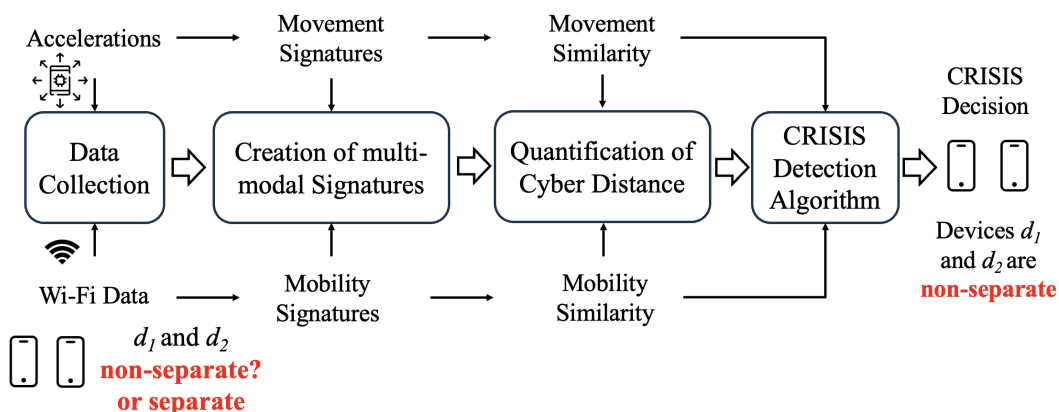 Accelerations
Movement
Signatures
Movement
Similarity
CRISIS
Decision
Data
Collection
Creation of multi-
modal Signatures
Quantification of
Cyber Distance
CRISIS
Detection
Algorithm
Devices d1
and d2 are
non-separate
Wi-Fi Data
Mobility
Signatures
Mobility
Similarity
d1 and d2
non-separate?
or separate